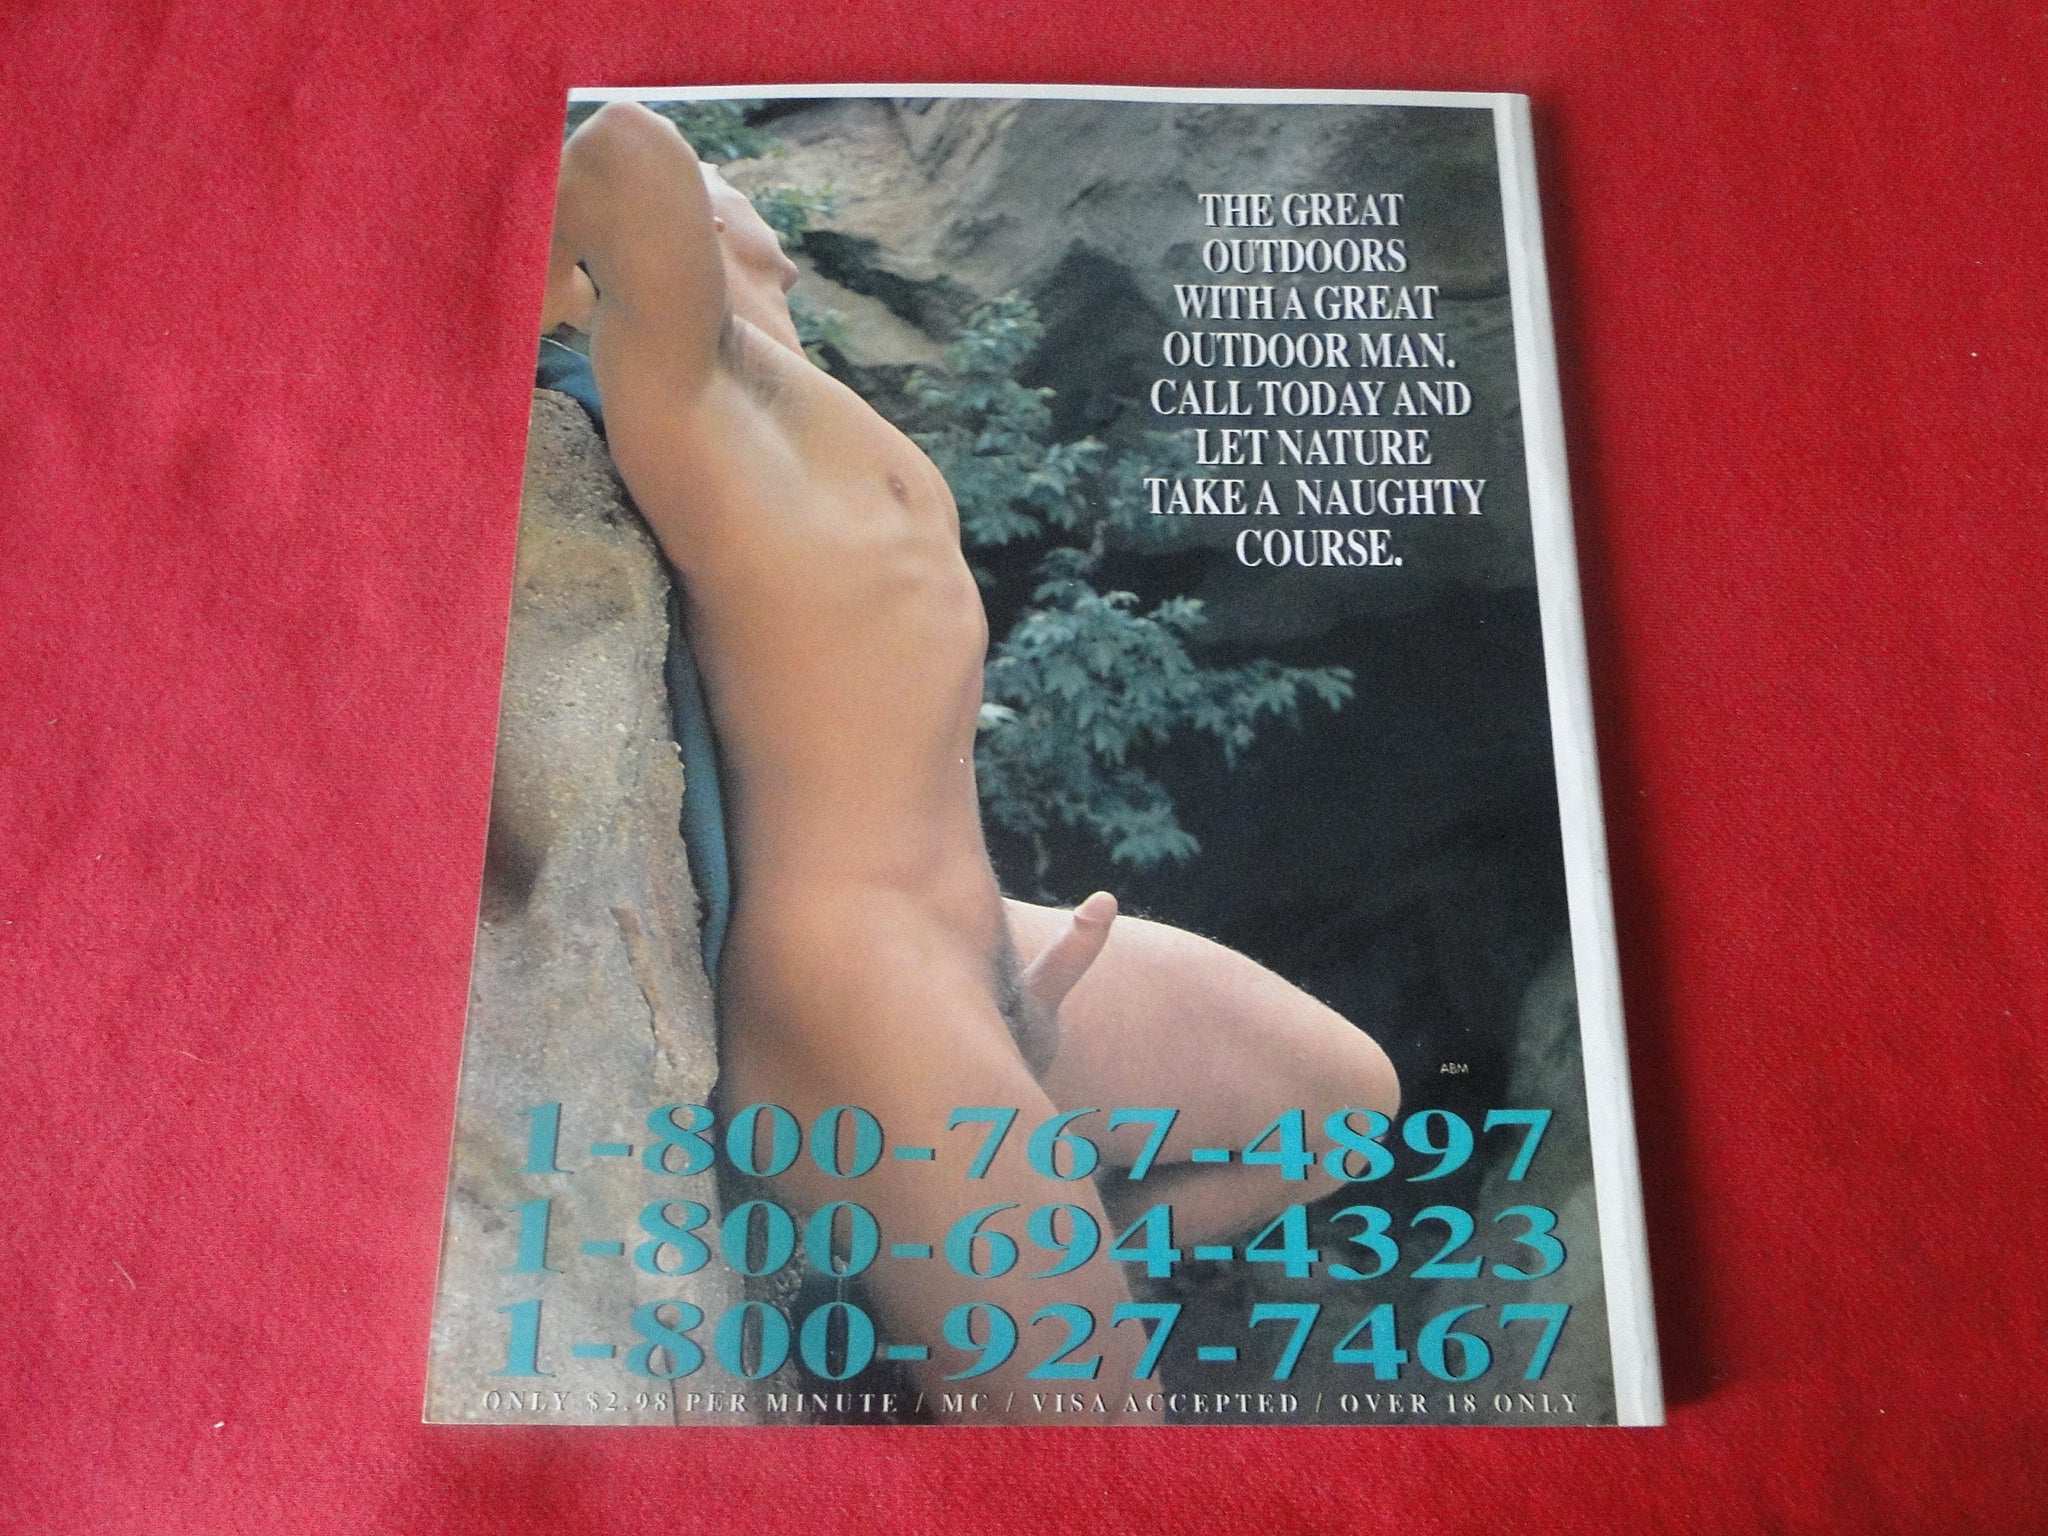 THE GREAT
OUTDOORS
WITH A GREAT
OUTDOOR MAN.
CALL TODAY AND
LET NATURE
TAKE A NAUGHTY
COURSE.
ABM
1-800-767-4897
1-800-694-4323
1-800-927-7467
ONLY $2.98 PER MINUTE / MC / VISA ACCEPTED / OVER 18 ONLY